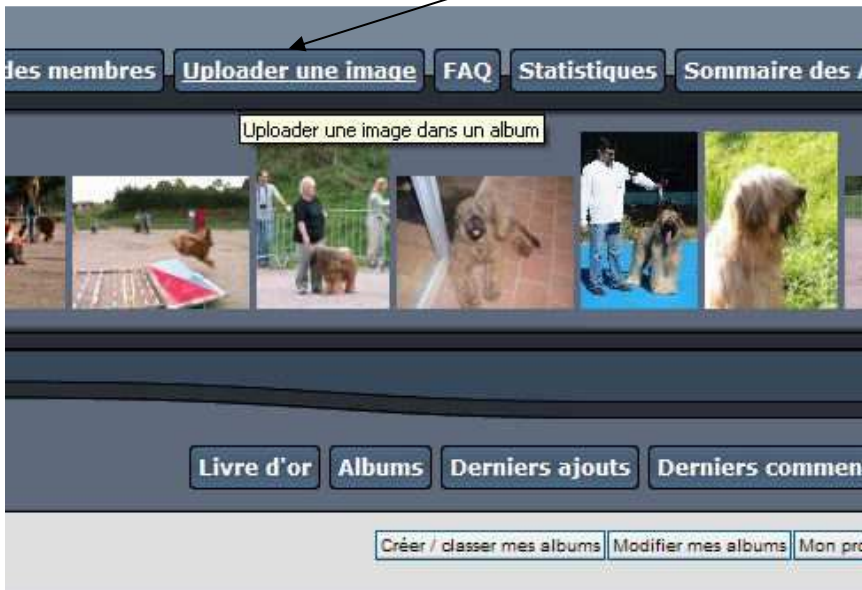 des membres Uploader une image FAQ Statistiques Sommaire des
Uploader une image dans un album
Livre d'or Albums Derniers ajouts Derniers commen
Créer / classer mes albums Modifier mes albums Mon pro